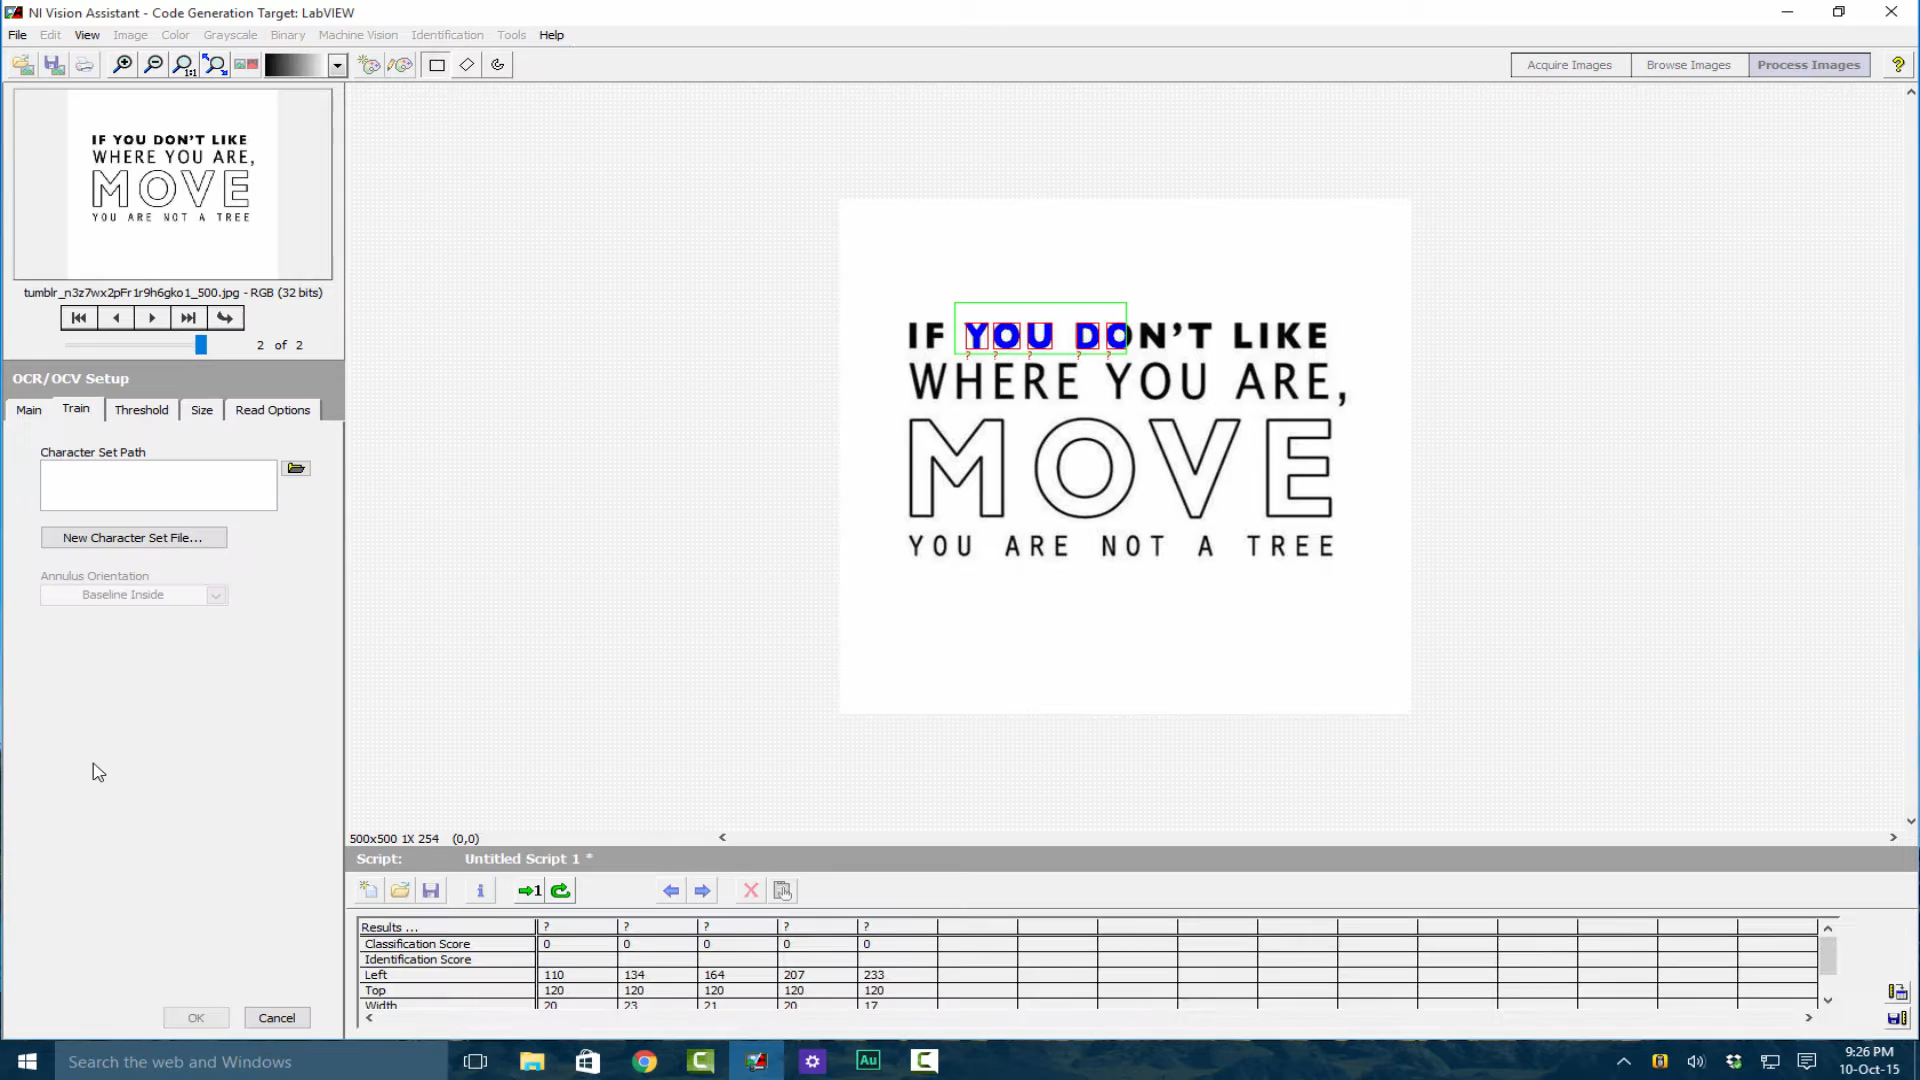 NI Vision Assistant - Code Generation Target: LabVIEW
File Edit View Image Color Grayscale Binary Machine Vision Identification Tools Help
1:1
Acquire Images Browse Images Process Images ?
IF YOU DON'T LIKE
WHERE YOU ARE,
MOVE
YOU ARE NOT A TREE
tumblr_n3z7wx2pFr1r9h6gko1_500.jpg - RGB (32 bits)
2 of 2
OCR/OCV Setup
Main Train Threshold Size Read Options
Character Set Path
New Character Set File...
Annulus Orientation
Baseline Inside
OK Cancel
IF YOU DON'T LIKE
? ? ? ? ?
WHERE YOU ARE,
MOVE
YOU ARE NOT A TREE
500x500 1X 254 (0,0)
Script: Untitled Script 1 *
i 1
Results ... ? ? ? ? ?
Classification Score 0 0 0 0 0
Identification Score
Left 110 134 164 207 233
Top 120 120 120 120 120
Width 20 23 21 20 17
Search the web and Windows
Au
9:26 PM
10-Oct-15